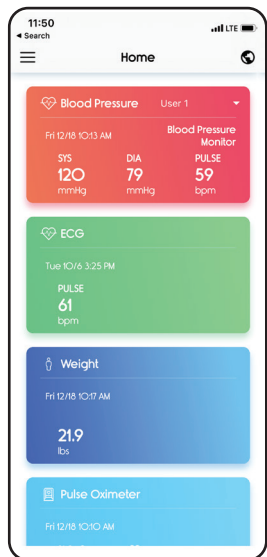 11:50
LTE
◄ Search
Home
Blood Pressure User 1
Fri 12/18 10:13 AM Blood Pressure Monitor
SYS DIA PULSE
120 79 59
mmHg mmHg bpm
ECG
Tue 10/6 3:25 PM
PULSE
61
bpm
Weight
Fri 12/18 10:17 AM
21.9
lbs
Pulse Oximeter
Fri 12/18 10:10 AM